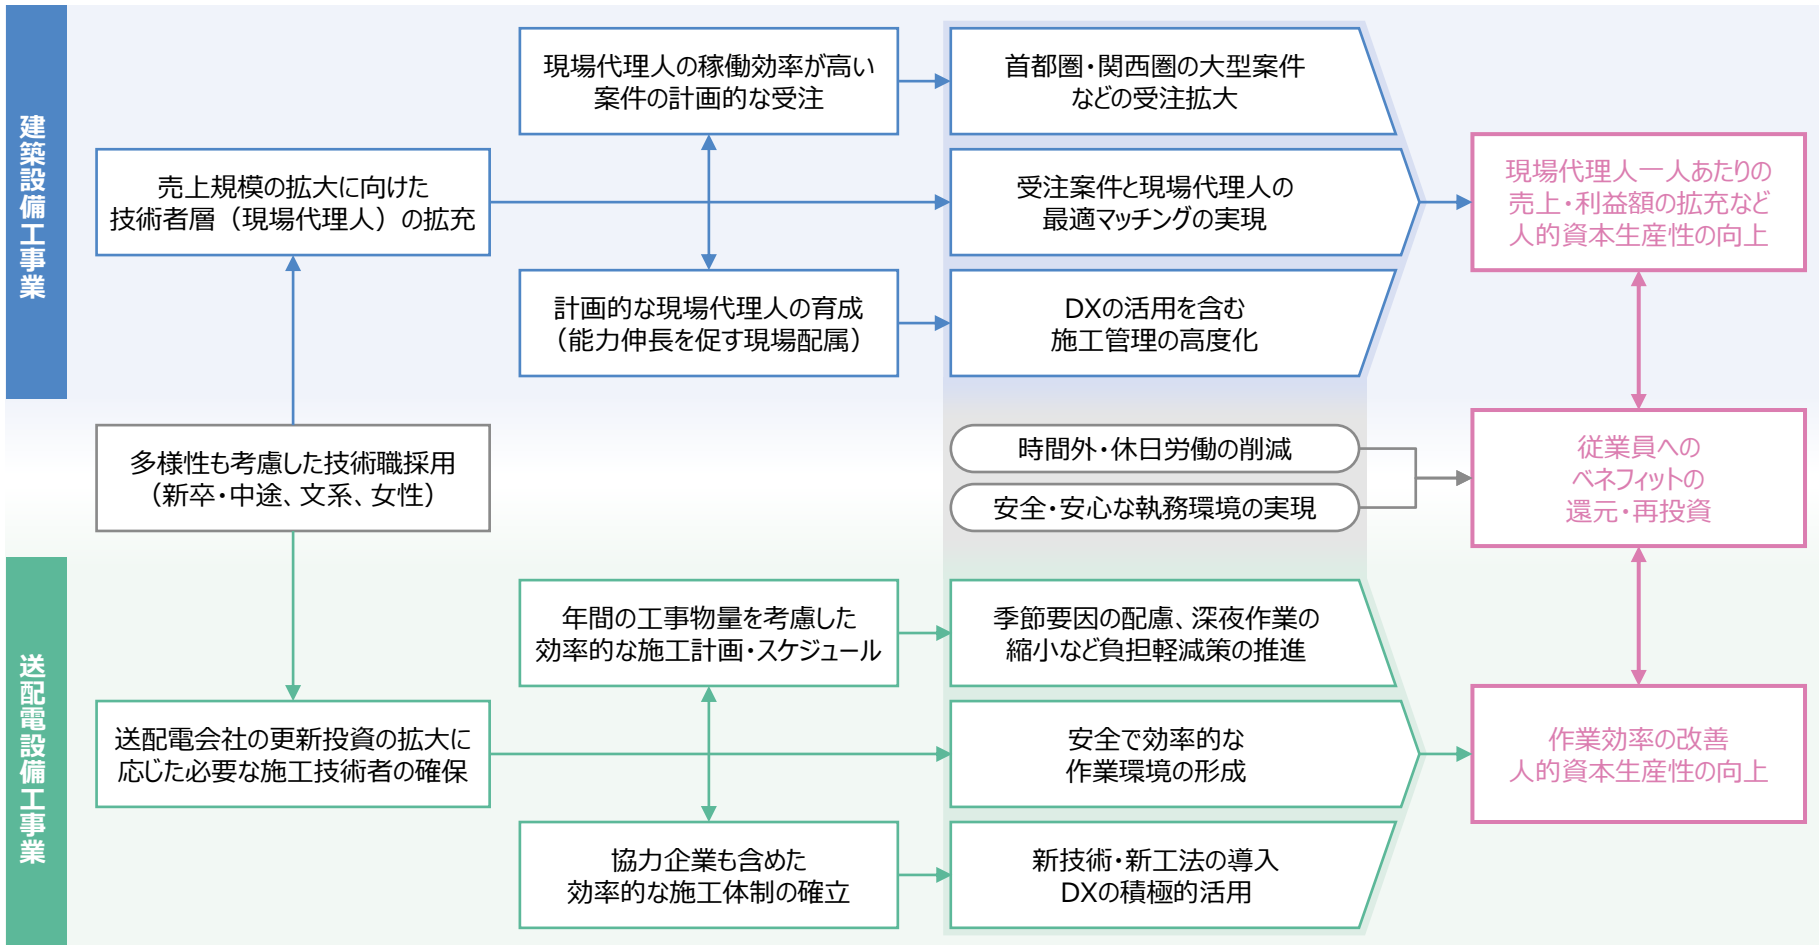 建築設備工事業
現場代理人の稼働効率が高い
案件の計画的な受注
首都圏・関西圏の大型案件
などの受注拡大
売上規模の拡大に向けた
技術者層（現場代理人）の拡充
受注案件と現場代理人の
最適マッチングの実現
現場代理人一人あたりの
売上・利益額の拡充など
人的資本生産性の向上
計画的な現場代理人の育成
（能力伸長を促す現場配属）
DXの活用を含む
施工管理の高度化
多様性も考慮した技術職採用
（新卒・中途、文系、女性）
時間外・休日労働の削減
安全・安心な執務環境の実現
従業員への
ベネフィットの
還元・再投資
送配電設備工事業
年間の工事物量を考慮した
効率的な施工計画・スケジュール
季節要因の配慮、深夜作業の
縮小など負担軽減策の推進
送配電会社の更新投資の拡大に
応じた必要な施工技術者の確保
安全で効率的な
作業環境の形成
作業効率の改善
人的資本生産性の向上
協力企業も含めた
効率的な施工体制の確立
新技術・新工法の導入
DXの積極的活用